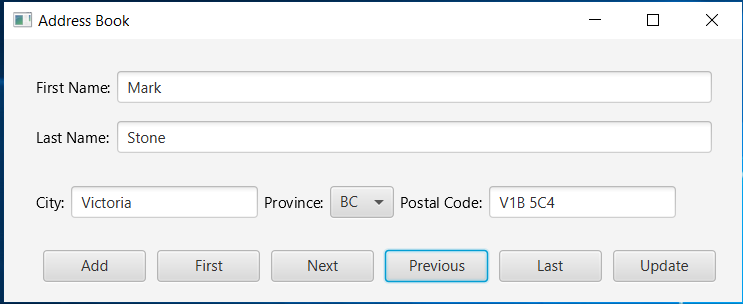 Address Book
First Name: Mark
Last Name: Stone
City: Victoria Province: BC Postal Code: V1B 5C4
Add First Next Previous Last Update